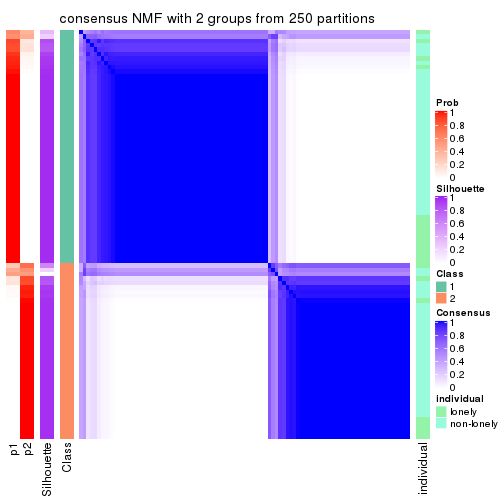 consensus NMF with 2 groups from 250 partitions
Prob
1
0.8
0.6
0.4
0.2
0
Silhouette
1
0.8
0.6
0.4
0.2
0
Class
1
2
Consensus
1
0.8
0.6
0.4
0.2
0
individual
lonely
non-lonely
p1
p2
Silhouette
Class
individual